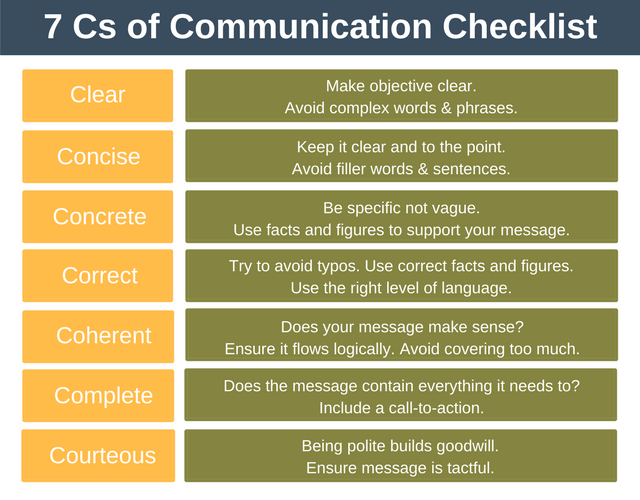 7 Cs of Communication Checklist
Clear
Make objective clear.
Avoid complex words & phrases.
Concise
Keep it clear and to the point.
Avoid filler words & sentences.
Concrete
Be specific not vague.
Use facts and figures to support your message.
Correct
Try to avoid typos. Use correct facts and figures.
Use the right level of language.
Coherent
Does your message make sense?
Ensure it flows logically. Avoid covering too much.
Complete
Does the message contain everything it needs to?
Include a call-to-action.
Courteous
Being polite builds goodwill.
Ensure message is tactful.